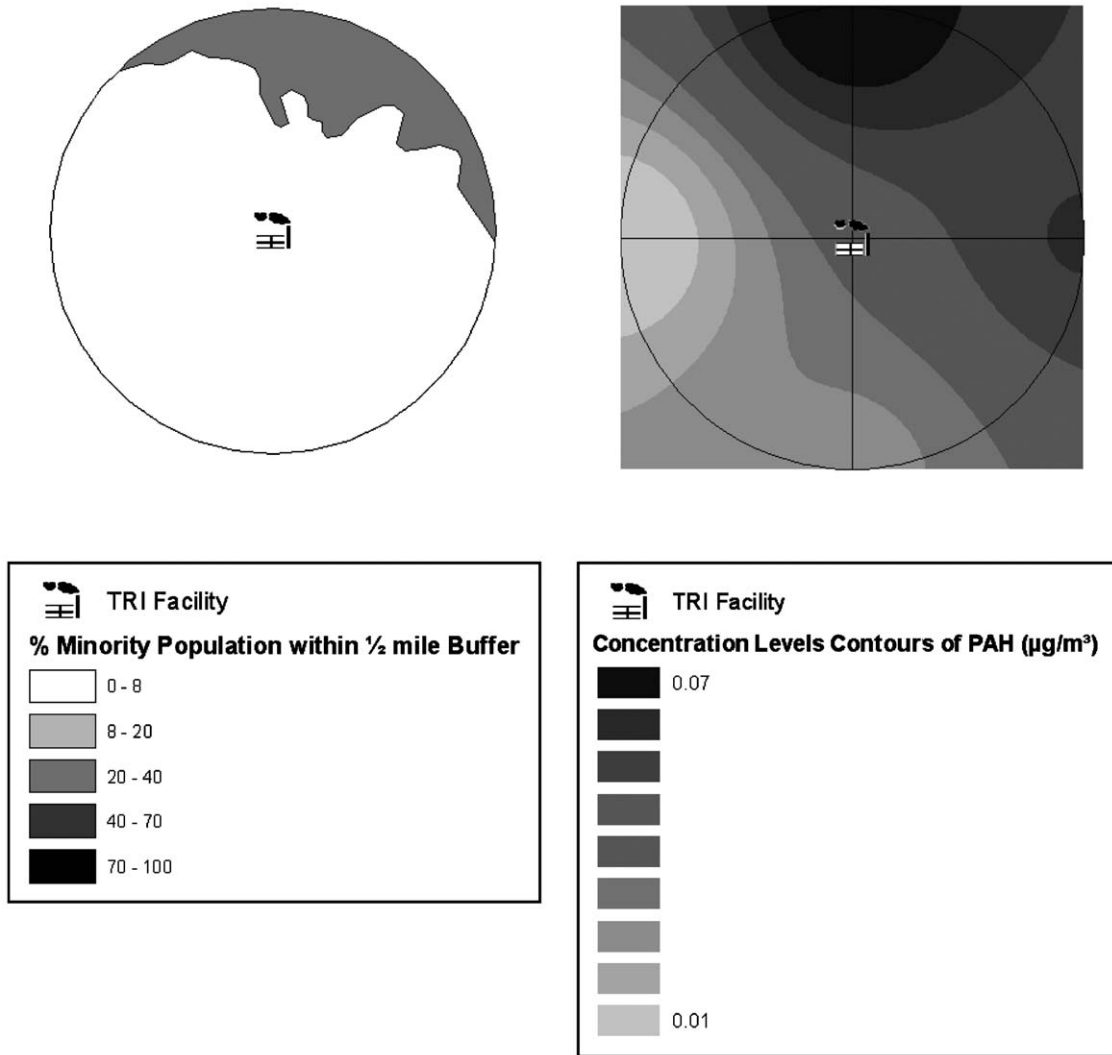 TRI Facility
% Minority Population within ½ mile Buffer
0 - 8
8 - 20
20 - 40
40 - 70
70 - 100
TRI Facility
Concentration Levels Contours of PAH (µg/m³)
0.07
0.01